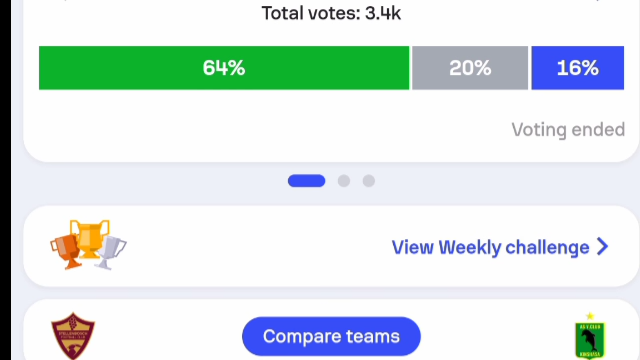 Total votes: 3.4k
64% 20% 16%
Voting ended
View Weekly challenge
Compare teams